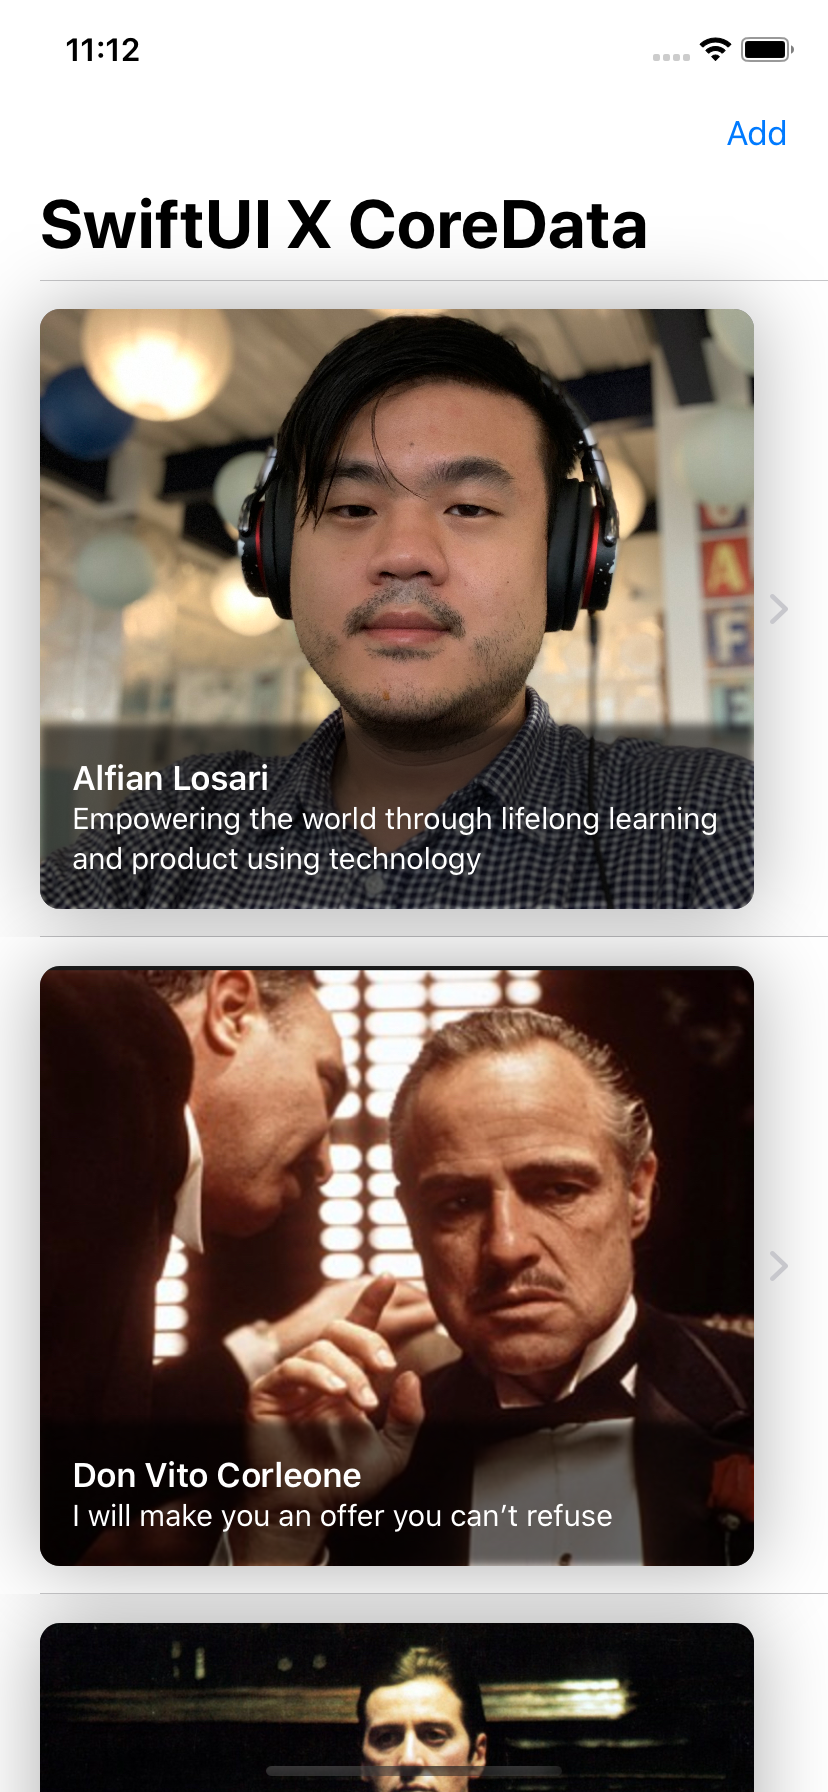 11:12
Add
SwiftUI X CoreData
A
F
E
Alfian Losari
Empowering the world through lifelong learning
and product using technology
Don Vito Corleone
I will make you an offer you can’t refuse